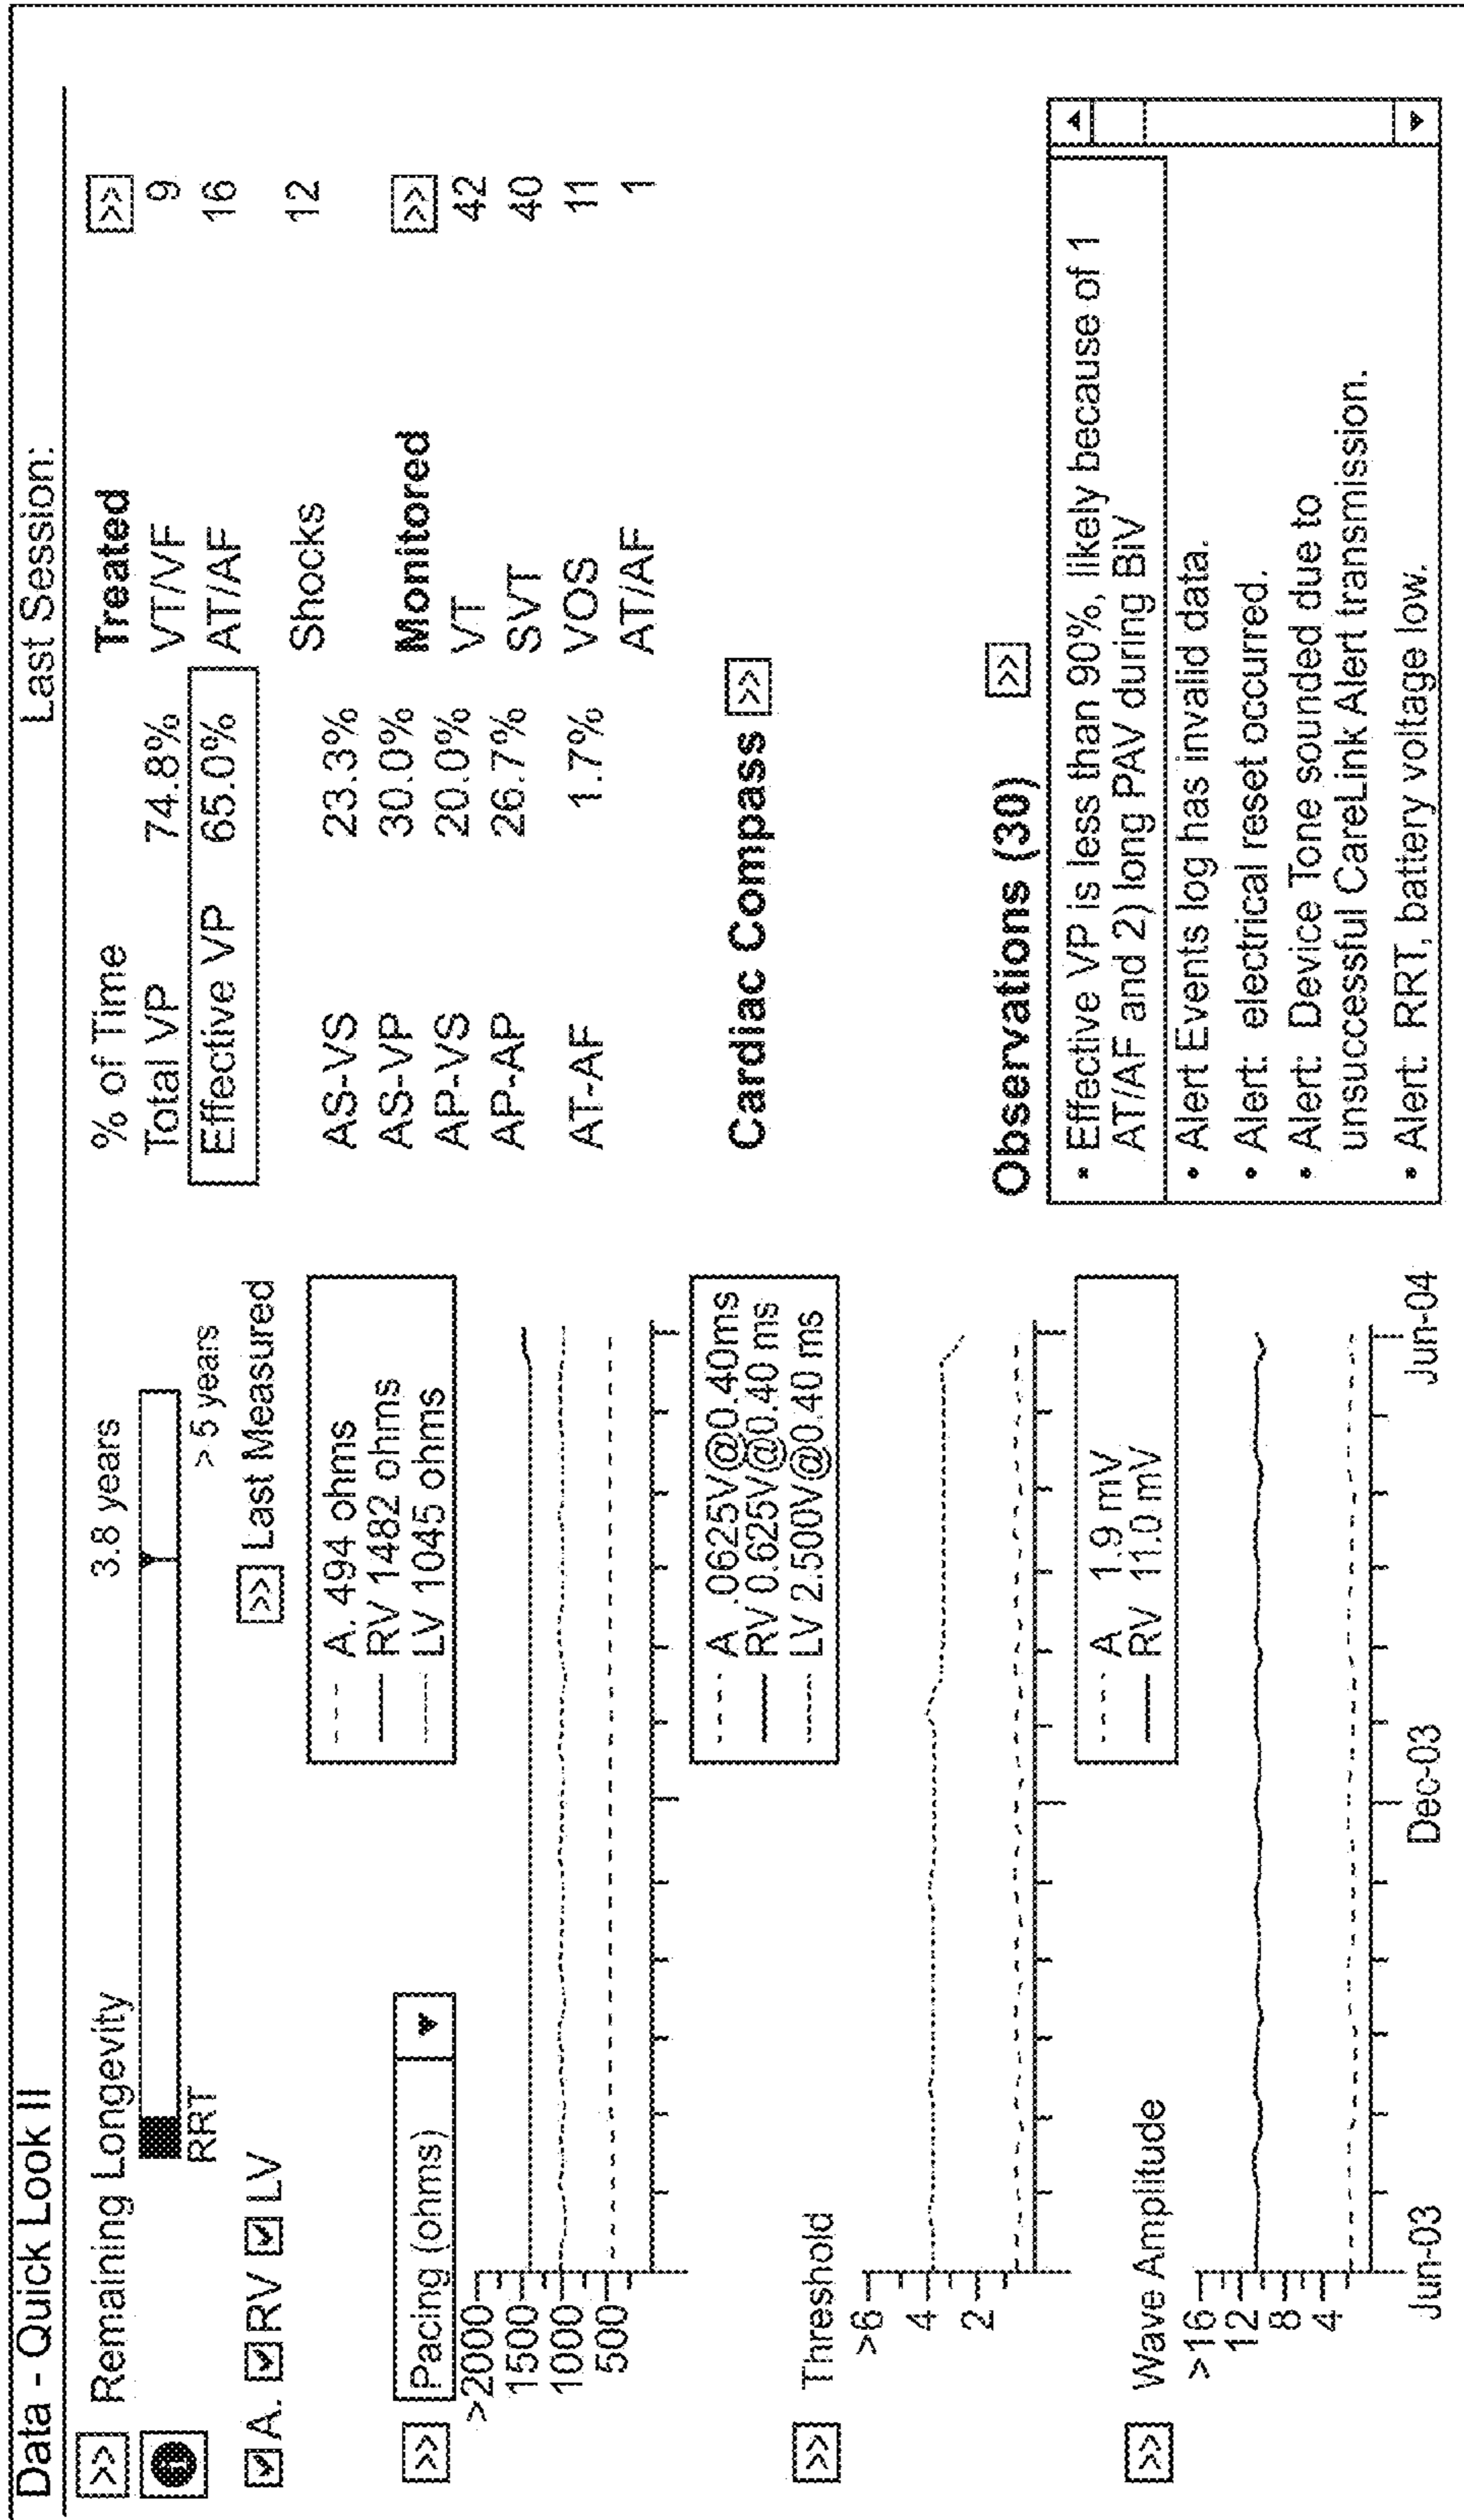 Data - Quick Look II
Last Session:
>> Remaining Longevity
3.8 years
RRT
> 5 years
A. RV LV
>> Last Measured
>> Pacing (ohms)
A. 494 ohms
RV 1482 ohms
LV 1045 ohms
>2000
1500
1000
500
>> Threshold
A .0625V@0.40ms
RV 0.625V@0.40 ms
LV 2.500V@0.40 ms
>6
4
2
>> Wave Amplitude
A 1.9 mV
RV 11.0 mV
>16
12
8
4
Jun-03
Dec-03
Jun-04
% of Time
Total VP 74.8%
Effective VP 65.0%
AS-VS 23.3%
AS-VP 30.0%
AP-VS 20.0%
AP-AP 26.7%
AT-AF 1.7%
Treated >>
VT/VF 9
AT/AF 16
Shocks 12
Monitored >>
VT 42
SVT 40
VOS 11
AT/AF 1
Cardiac Compass >>
Observations (30) >>
• Effective VP is less than 90%, likely because of 1
AT/AF and 2) long PAV during BiV
• Alert Events log has invalid data.
• Alert: electrical reset occurred.
• Alert: Device Tone sounded due to
unsuccessful CareLink Alert transmission.
• Alert: RRT, battery voltage low.